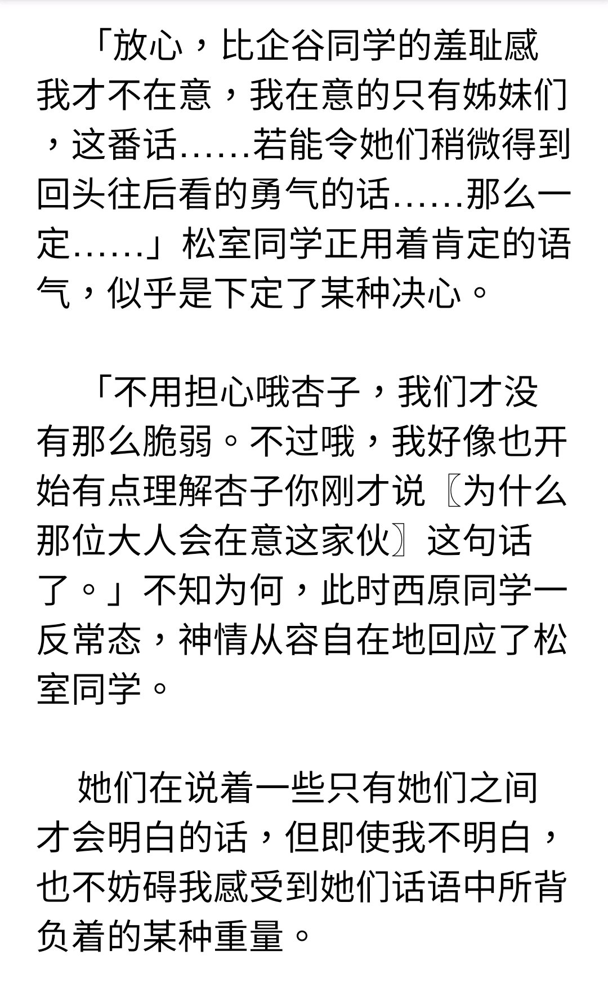 「放心，比企谷同学的羞耻感
我才不在意，我在意的只有姊妹们
，这番话……若能令她们稍微得到
回头往后看的勇气的话……那么一
定……」松室同学正用着肯定的语
气，似乎是下定了某种决心。
「不用担心哦杏子，我们才没
有那么脆弱。不过哦，我好像也开
始有点理解杏子你刚才说〖为什么
那位大人会在意这家伙〗这句话
了。」不知为何，此时西原同学一
反常态，神情从容自在地回应了松
室同学。
她们在说着一些只有她们之间
才会明白的话，但即使我不明白，
也不妨碍我感受到她们话语中所背
负着的某种重量。